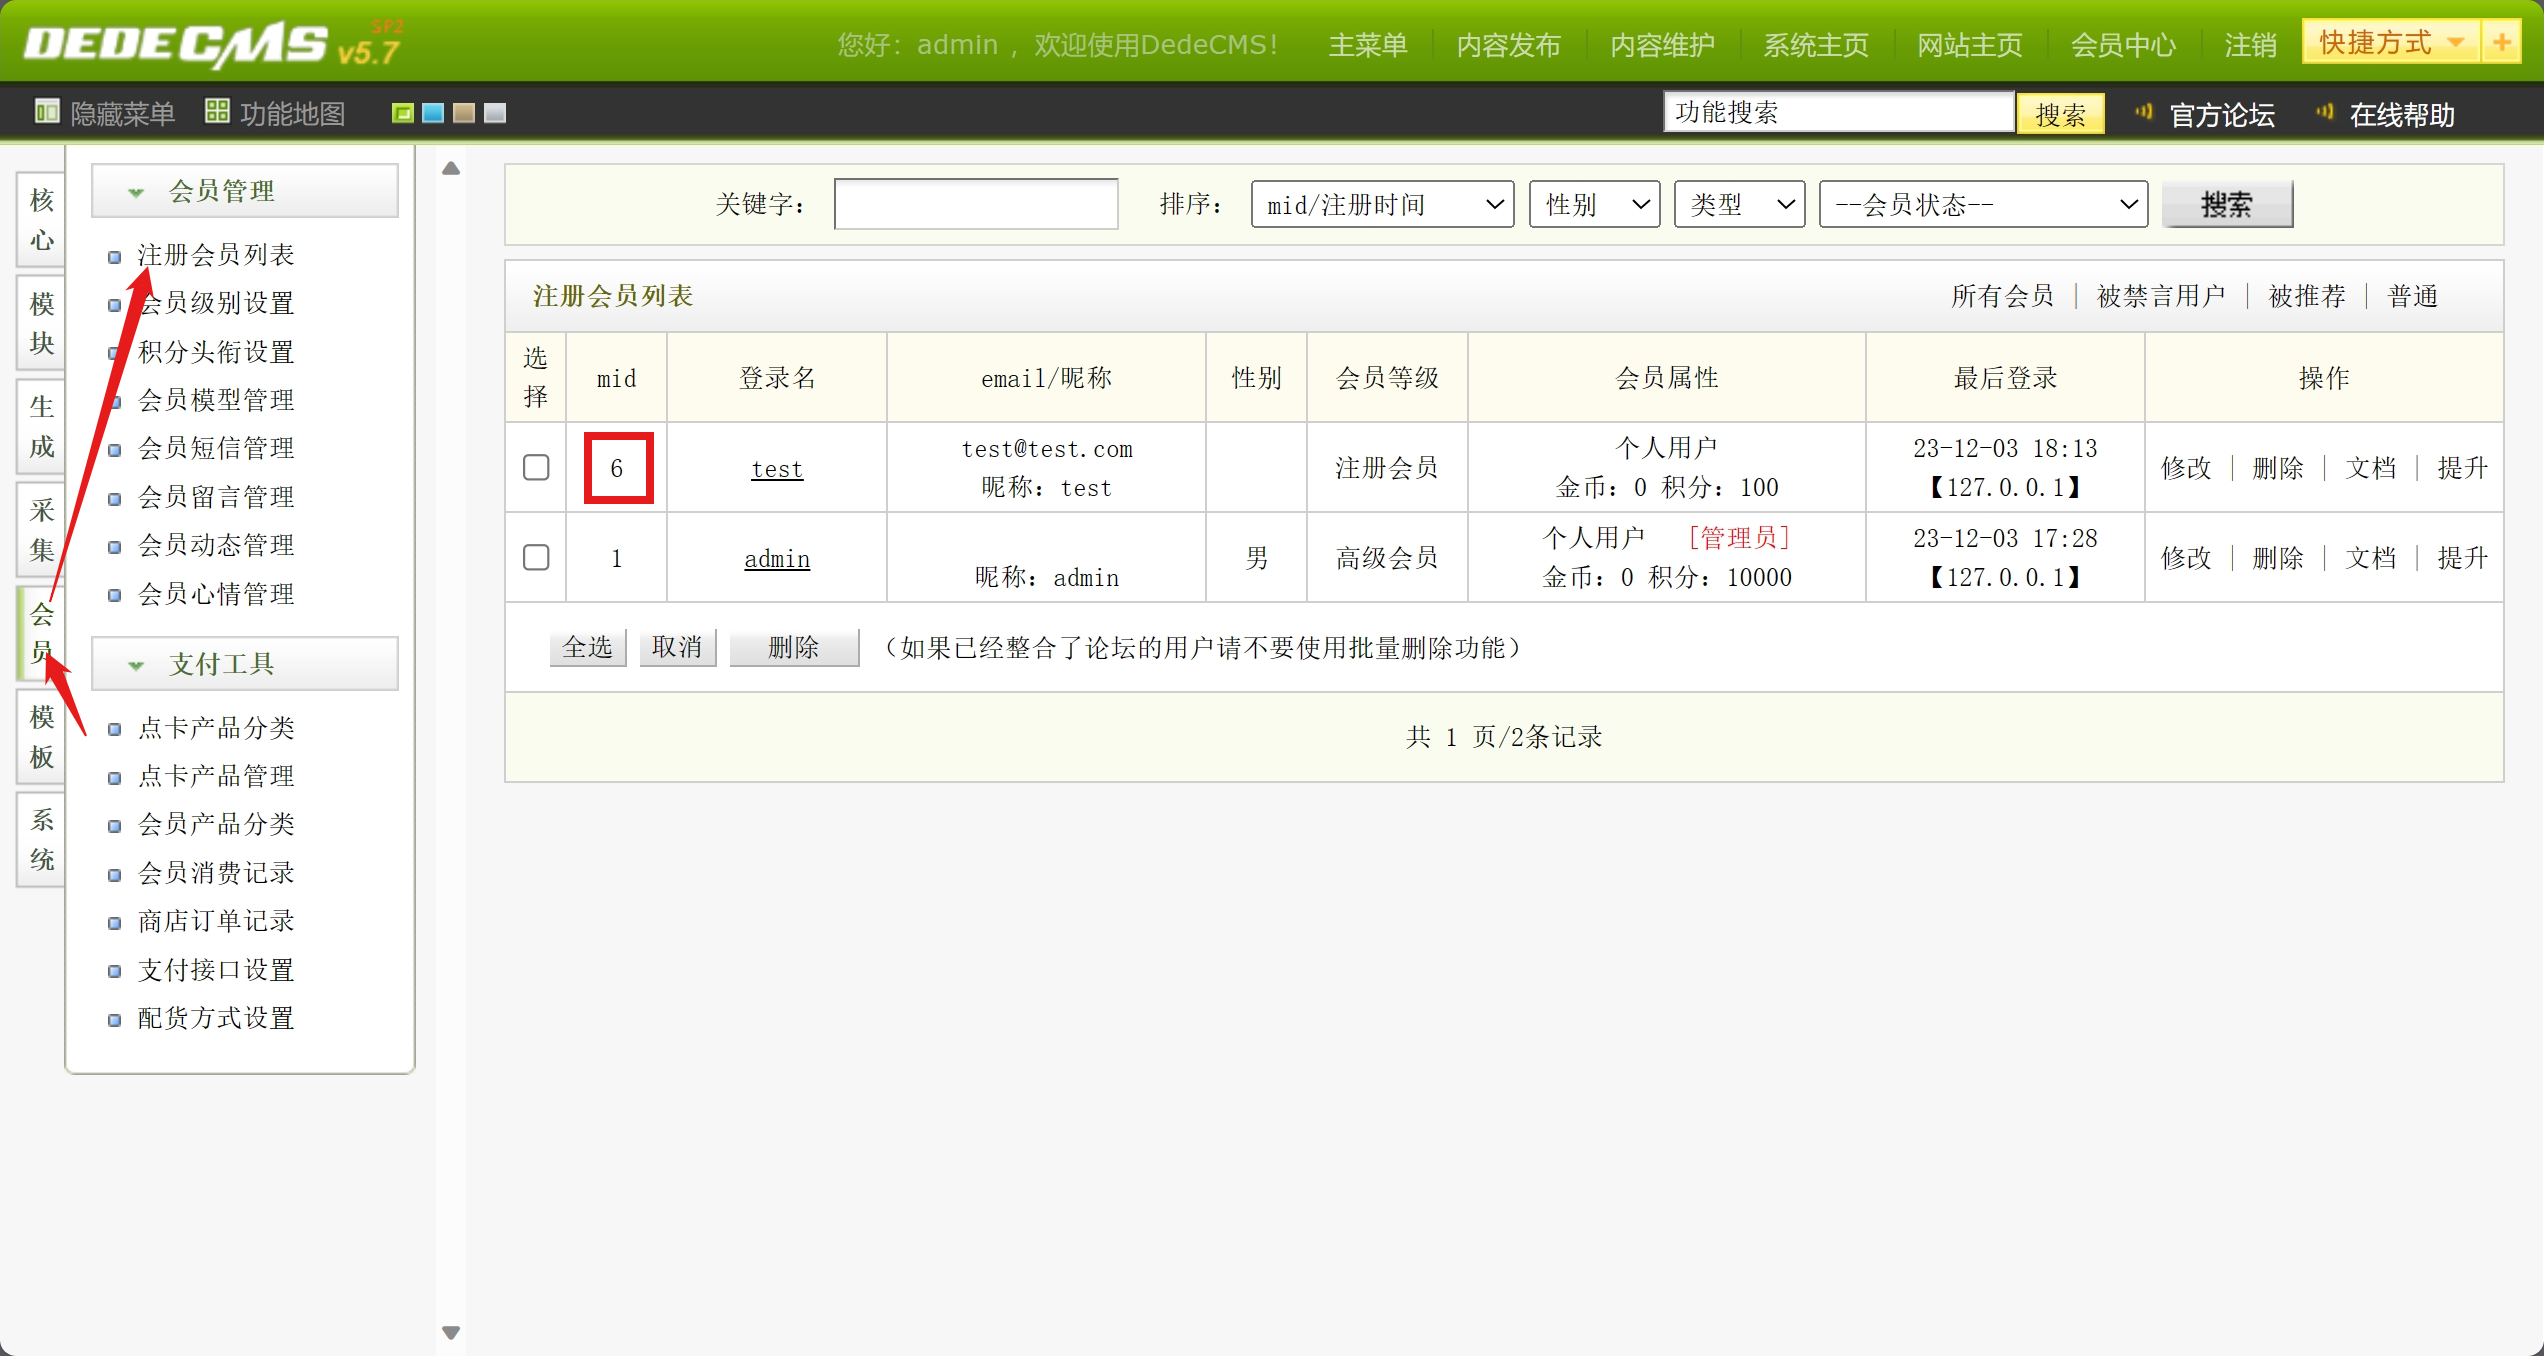 DEDECMS v5.7 SP2
您好：admin ，欢迎使用DedeCMS！ 主菜单 内容发布 内容维护 系统主页 网站主页 会员中心 注销 快捷方式 +
隐藏菜单 功能地图 功能搜索 搜索 官方论坛 在线帮助
核心
模块
生成
采集
会员
模板
系统
会员管理
注册会员列表
会员级别设置
积分头衔设置
会员模型管理
会员短信管理
会员留言管理
会员动态管理
会员心情管理
支付工具
点卡产品分类
点卡产品管理
会员产品分类
会员消费记录
商店订单记录
支付接口设置
配货方式设置
关键字： 排序： mid/注册时间 性别 类型 --会员状态-- 搜索
注册会员列表 所有会员 | 被禁言用户 | 被推荐 | 普通
选择 mid 登录名 email/昵称 性别 会员等级 会员属性 最后登录 操作
6 test test@test.com 昵称：test 注册会员 个人用户 金币：0 积分：100 23-12-03 18:13 【127.0.0.1】 修改 | 删除 | 文档 | 提升
1 admin 昵称：admin 男 高级会员 个人用户 [管理员] 金币：0 积分：10000 23-12-03 17:28 【127.0.0.1】 修改 | 删除 | 文档 | 提升
全选 取消 删除 （如果已经整合了论坛的用户请不要使用批量删除功能）
共 1 页/2条记录